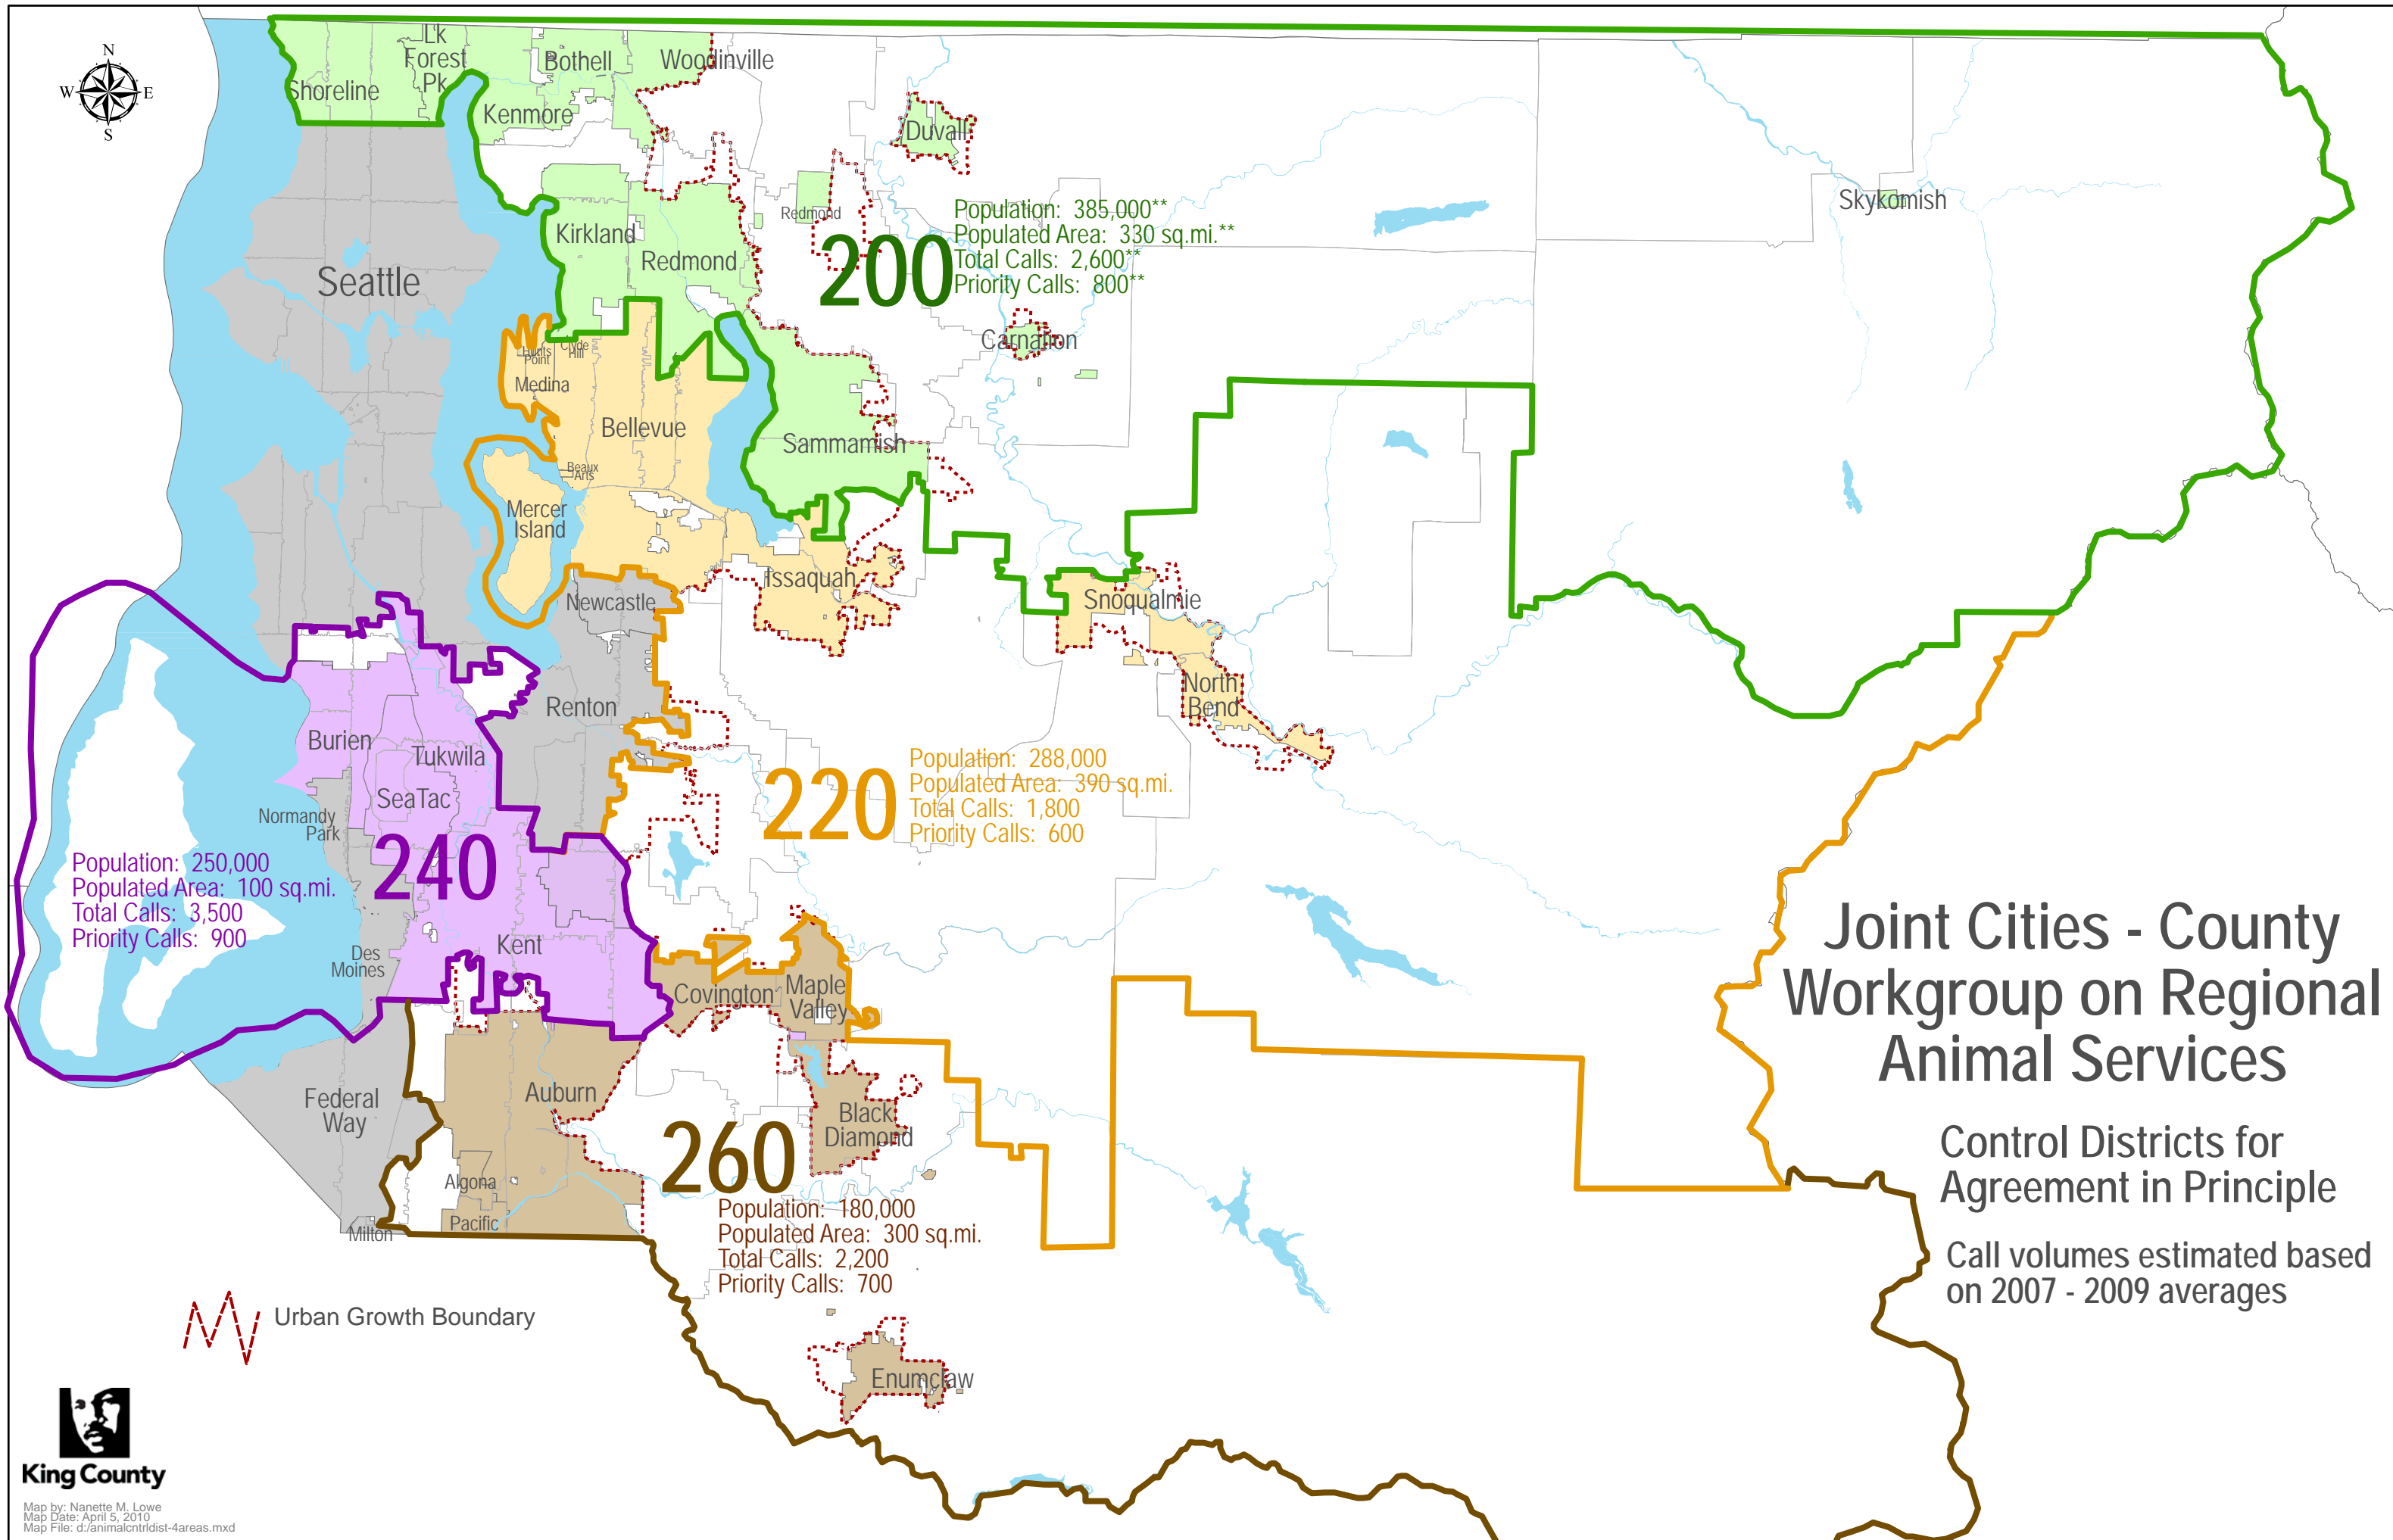 N
W
E
S
Lk
Forest
Pk
Bothell
Woodinville
Shoreline
Kenmore
Duvall
Skykomish
Redmond
Kirkland
Redmond
Seattle
200
Population: 385,000**
Populated Area: 330 sq.mi.**
Total Calls: 2,600**
Priority Calls: 800**
Carnation
Hunts
Point
Clyde
Hill
Medina
Bellevue
Sammamish
Beaux
Arts
Mercer
Island
Issaquah
Newcastle
Snoqualmie
North
Bend
Renton
Burien
Tukwila
SeaTac
Normandy
Park
220
Population: 288,000
Populated Area: 390 sq.mi.
Total Calls: 1,800
Priority Calls: 600
240
Population: 250,000
Populated Area: 100 sq.mi.
Total Calls: 3,500
Priority Calls: 900
Kent
Des
Moines
Covington
Maple
Valley
Joint Cities - County
Workgroup on Regional
Animal Services
Control Districts for
Agreement in Principle
Call volumes estimated based
on 2007 - 2009 averages
Federal
Way
Auburn
Black
Diamond
260
Population: 180,000
Populated Area: 300 sq.mi.
Total Calls: 2,200
Priority Calls: 700
Algona
Pacific
Milton
Enumclaw
Urban Growth Boundary
King County
Map by: Nanette M. Lowe
Map Date: April 5, 2010
Map File: d:/animalcntrldist-4areas.mxd